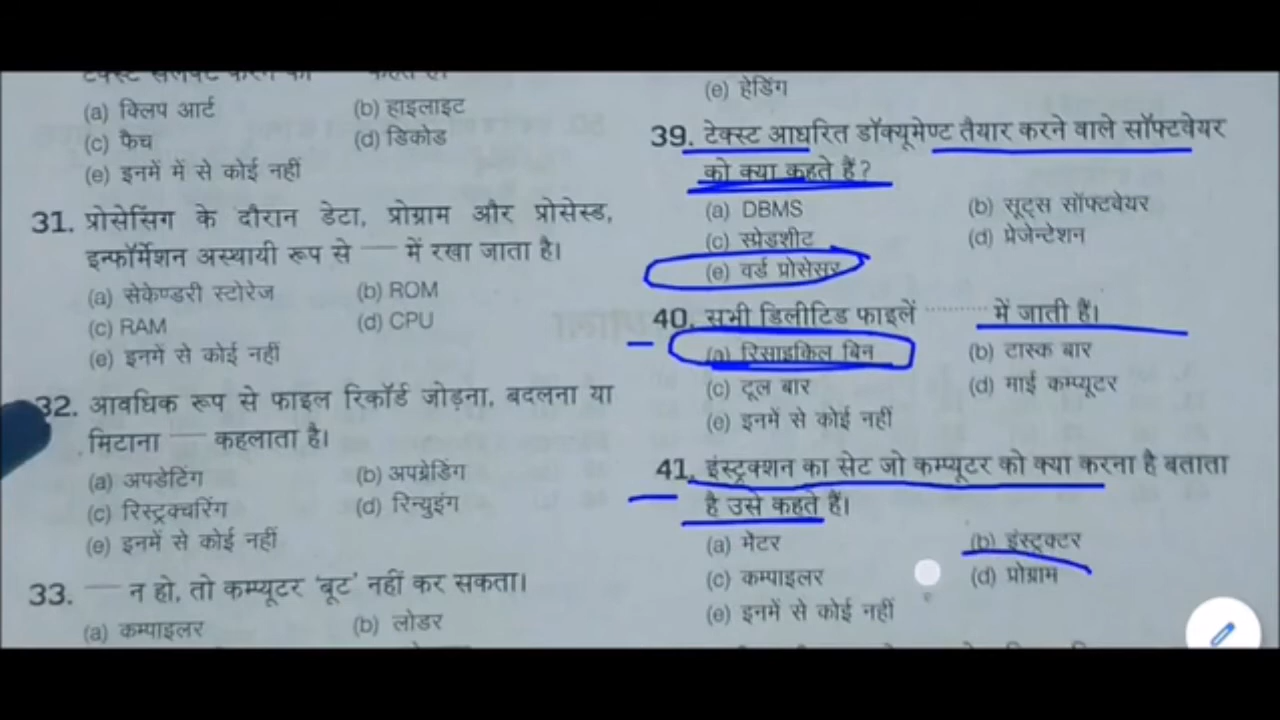 (a) क्लिप आर्ट (b) हाइलाइट
(c) फैच (d) डिकोड
(e) इनमें में से कोई नहीं
31. प्रोसेसिंग के दौरान डेटा, प्रोग्राम और प्रोसेस्ड,
इन्फॉर्मेशन अस्थायी रूप से — में रखा जाता है।
(a) सेकेण्डरी स्टोरेज (b) ROM
(c) RAM (d) CPU
(e) इनमें से कोई नहीं
32. आवधिक रूप से फाइल रिकॉर्ड जोड़ना, बदलना या
मिटाना — कहलाता है।
(a) अपडेटिंग (b) अपग्रेडिंग
(c) रिस्ट्रक्चरिंग (d) रिन्युइंग
(e) इनमें से कोई नहीं
33. — न हो, तो कम्प्यूटर 'बूट' नहीं कर सकता।
(a) कम्पाइलर (b) लोडर
(e) हेडिंग
39. टेक्स्ट आधरित डॉक्यूमेण्ट तैयार करने वाले सॉफ्टवेयर
को क्या कहते हैं?
(a) DBMS (b) सूट्स सॉफ्टवेयर
(c) स्प्रेडशीट (d) प्रेजेन्टेशन
(e) वर्ड प्रोसेसर
40. सभी डिलीटिड फाइलें ............ में जाती हैं।
(a) रिसाइकिल बिन (b) टास्क बार
(c) टूल बार (d) माई कम्प्यूटर
(e) इनमें से कोई नहीं
41. इंस्ट्रक्शन का सेट जो कम्प्यूटर को क्या करना है बताता
है उसे कहते हैं।
(a) मेटर (b) इंस्ट्रक्टर
(c) कम्पाइलर (d) प्रोग्राम
(e) इनमें से कोई नहीं